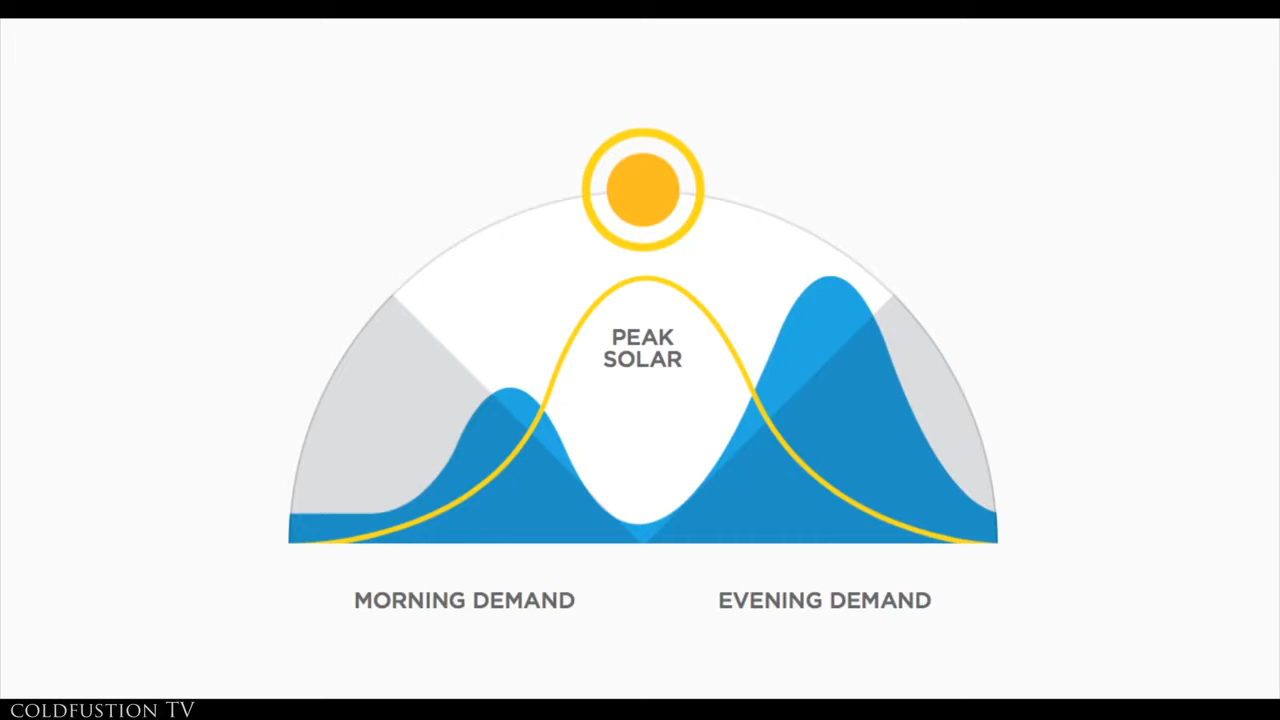 PEAK
SOLAR
MORNING DEMAND
EVENING DEMAND
COLDFUSTION TV